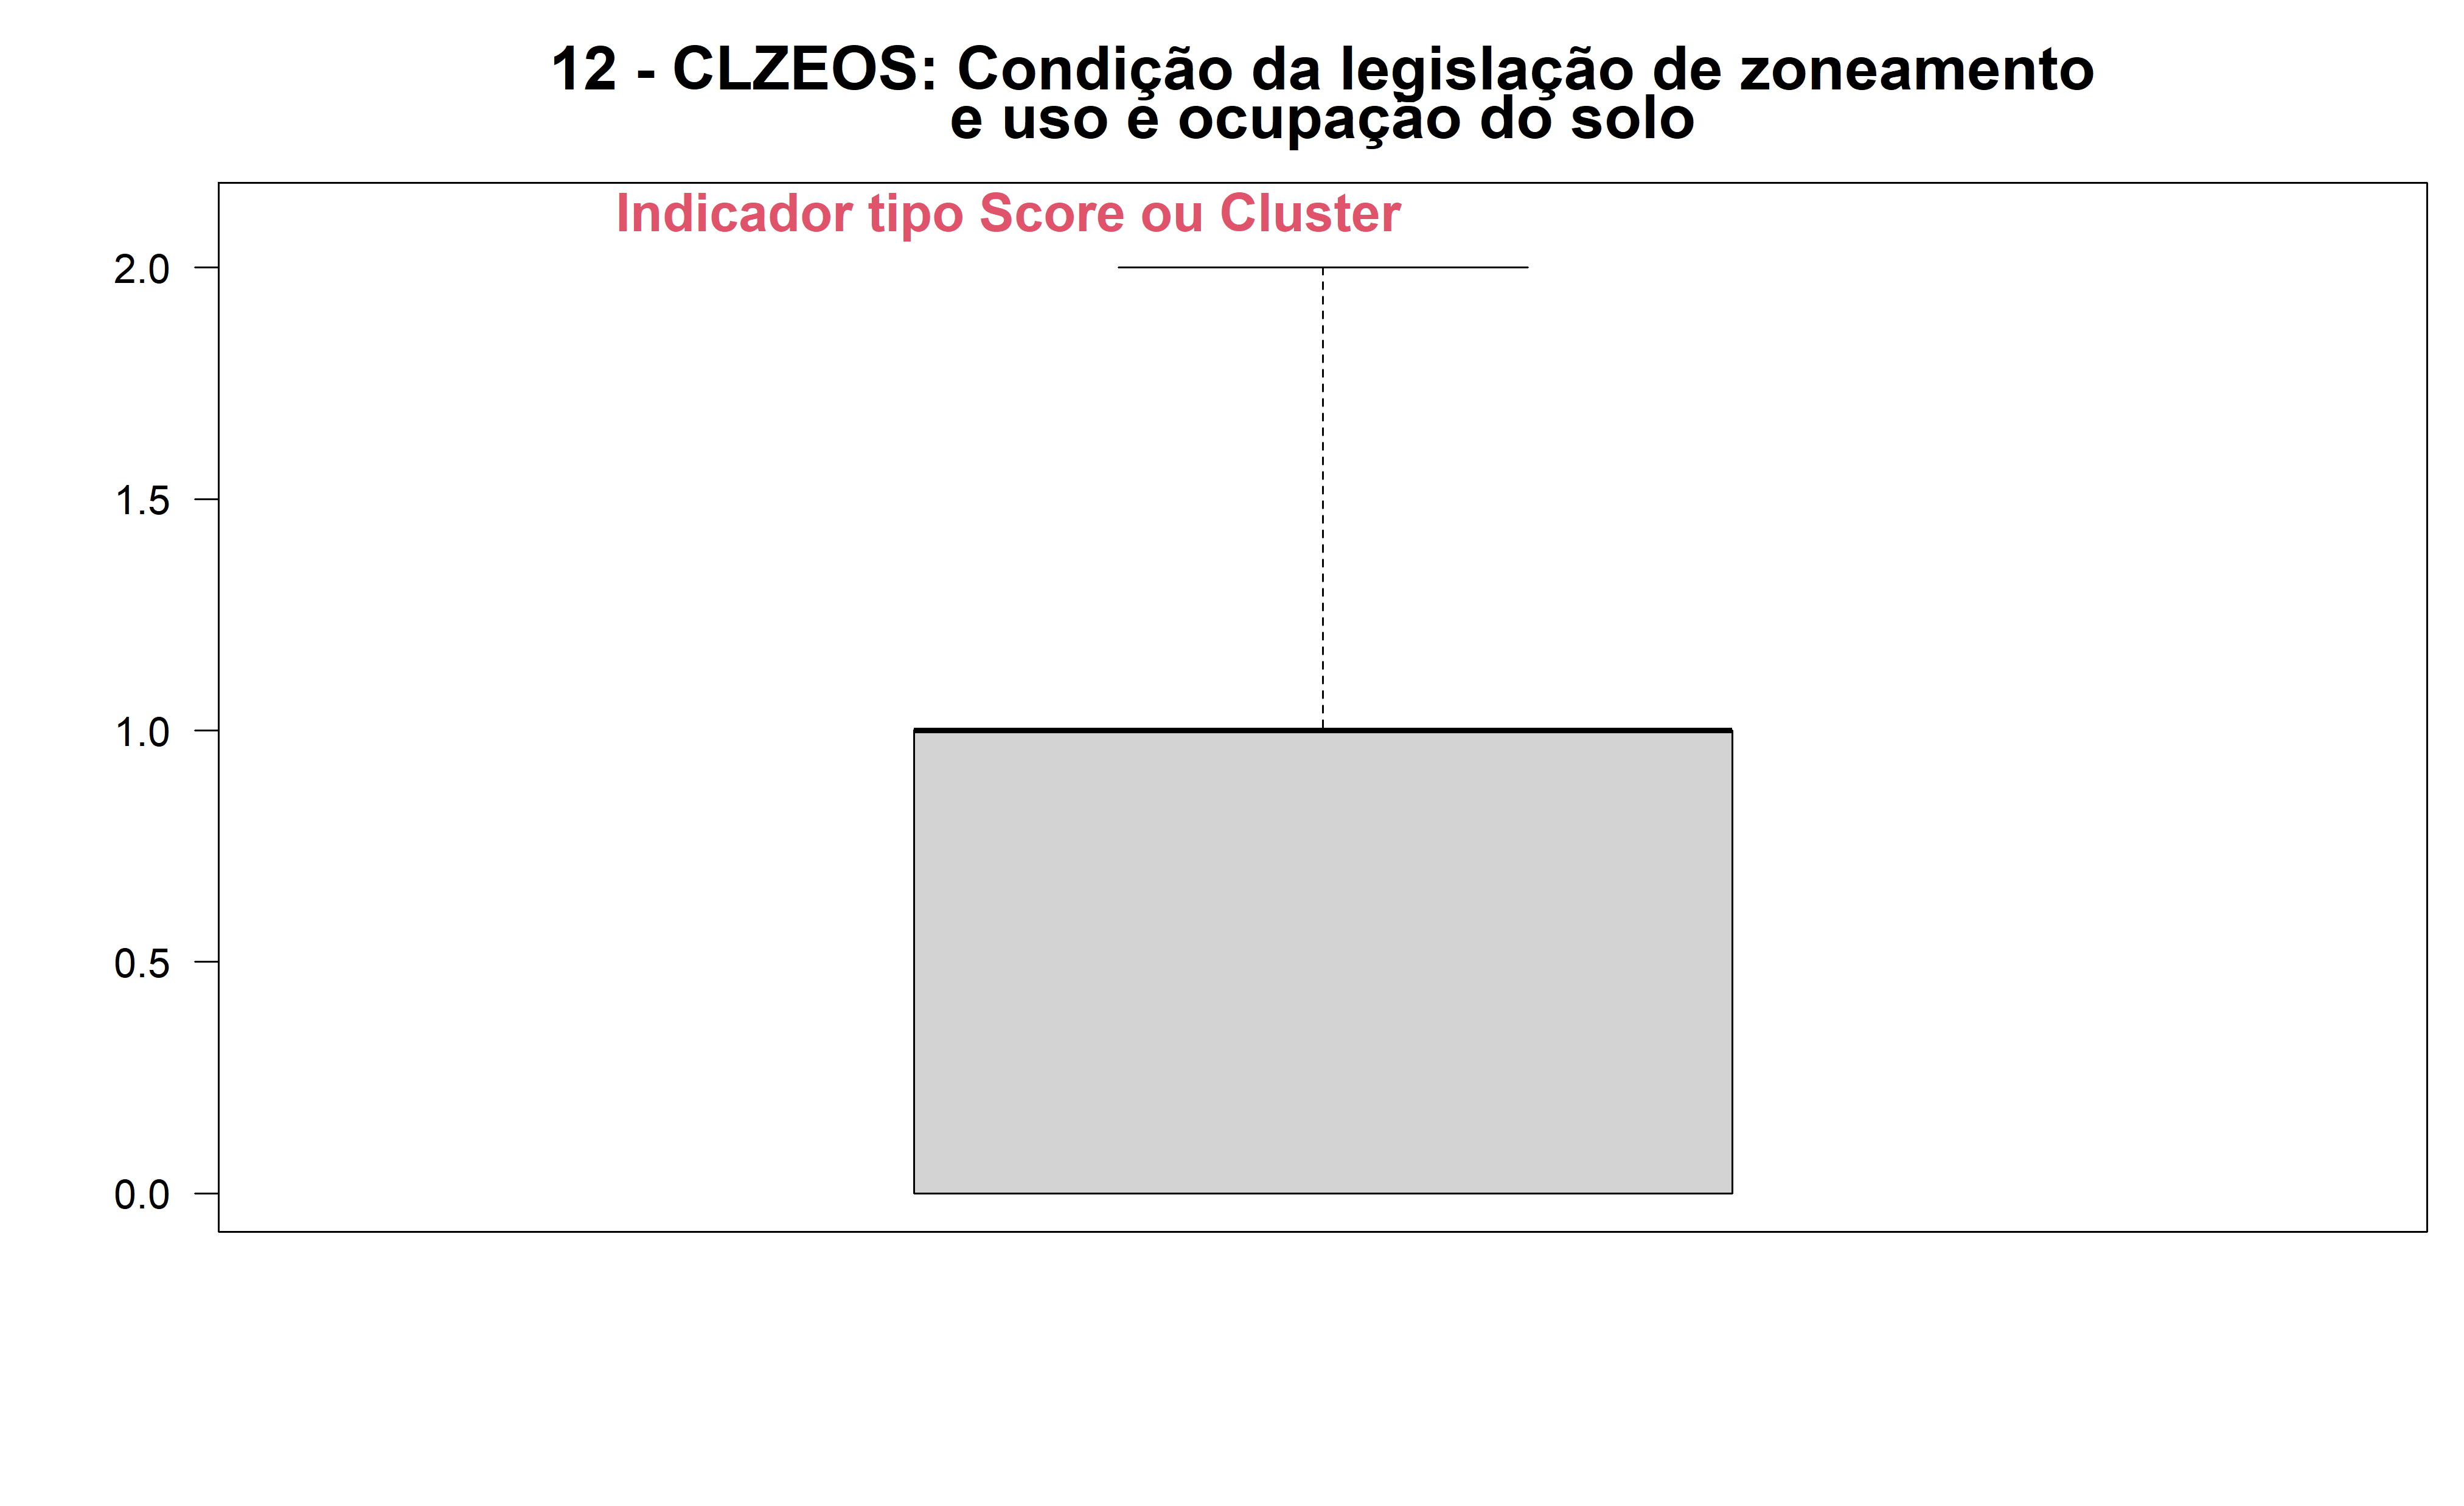 12 - CLZEOS: Condição da legislação de zoneamento
e uso e ocupação do solo
Indicador tipo Score ou Cluster
2.0
1.5
1.0
0.5
0.0